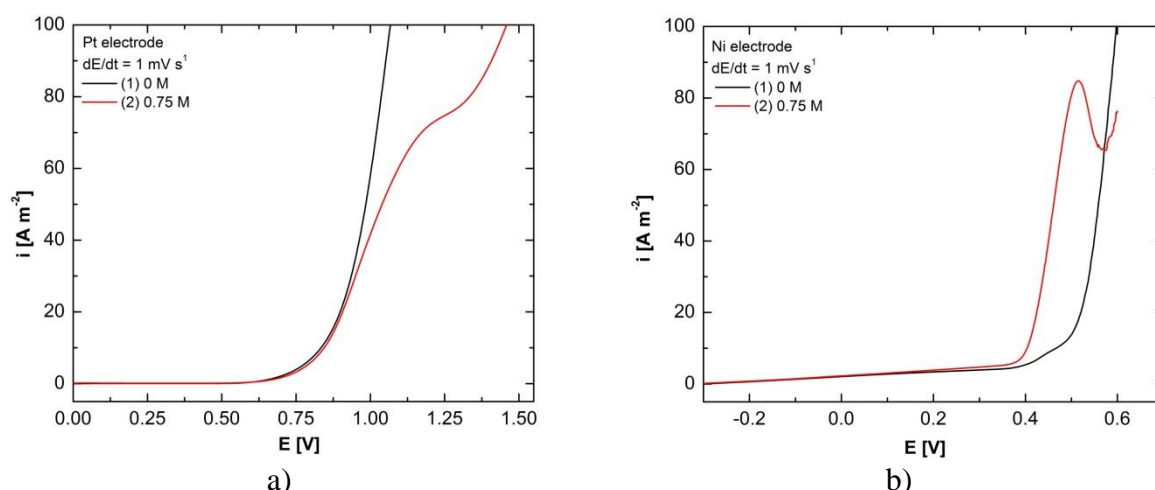 Pt electrode
dE/dt = 1 mV s¹
(1) 0 M
(2) 0.75 M
i [A m⁻²]
100
80
60
40
20
0
0.00 0.25 0.50 0.75 1.00 1.25 1.50
E [V]
a)
Ni electrode
dE/dt = 1 mV s¹
(1) 0 M
(2) 0.75 M
i [A m⁻²]
100
80
60
40
20
0
-0.2 0.0 0.2 0.4 0.6
E [V]
b)